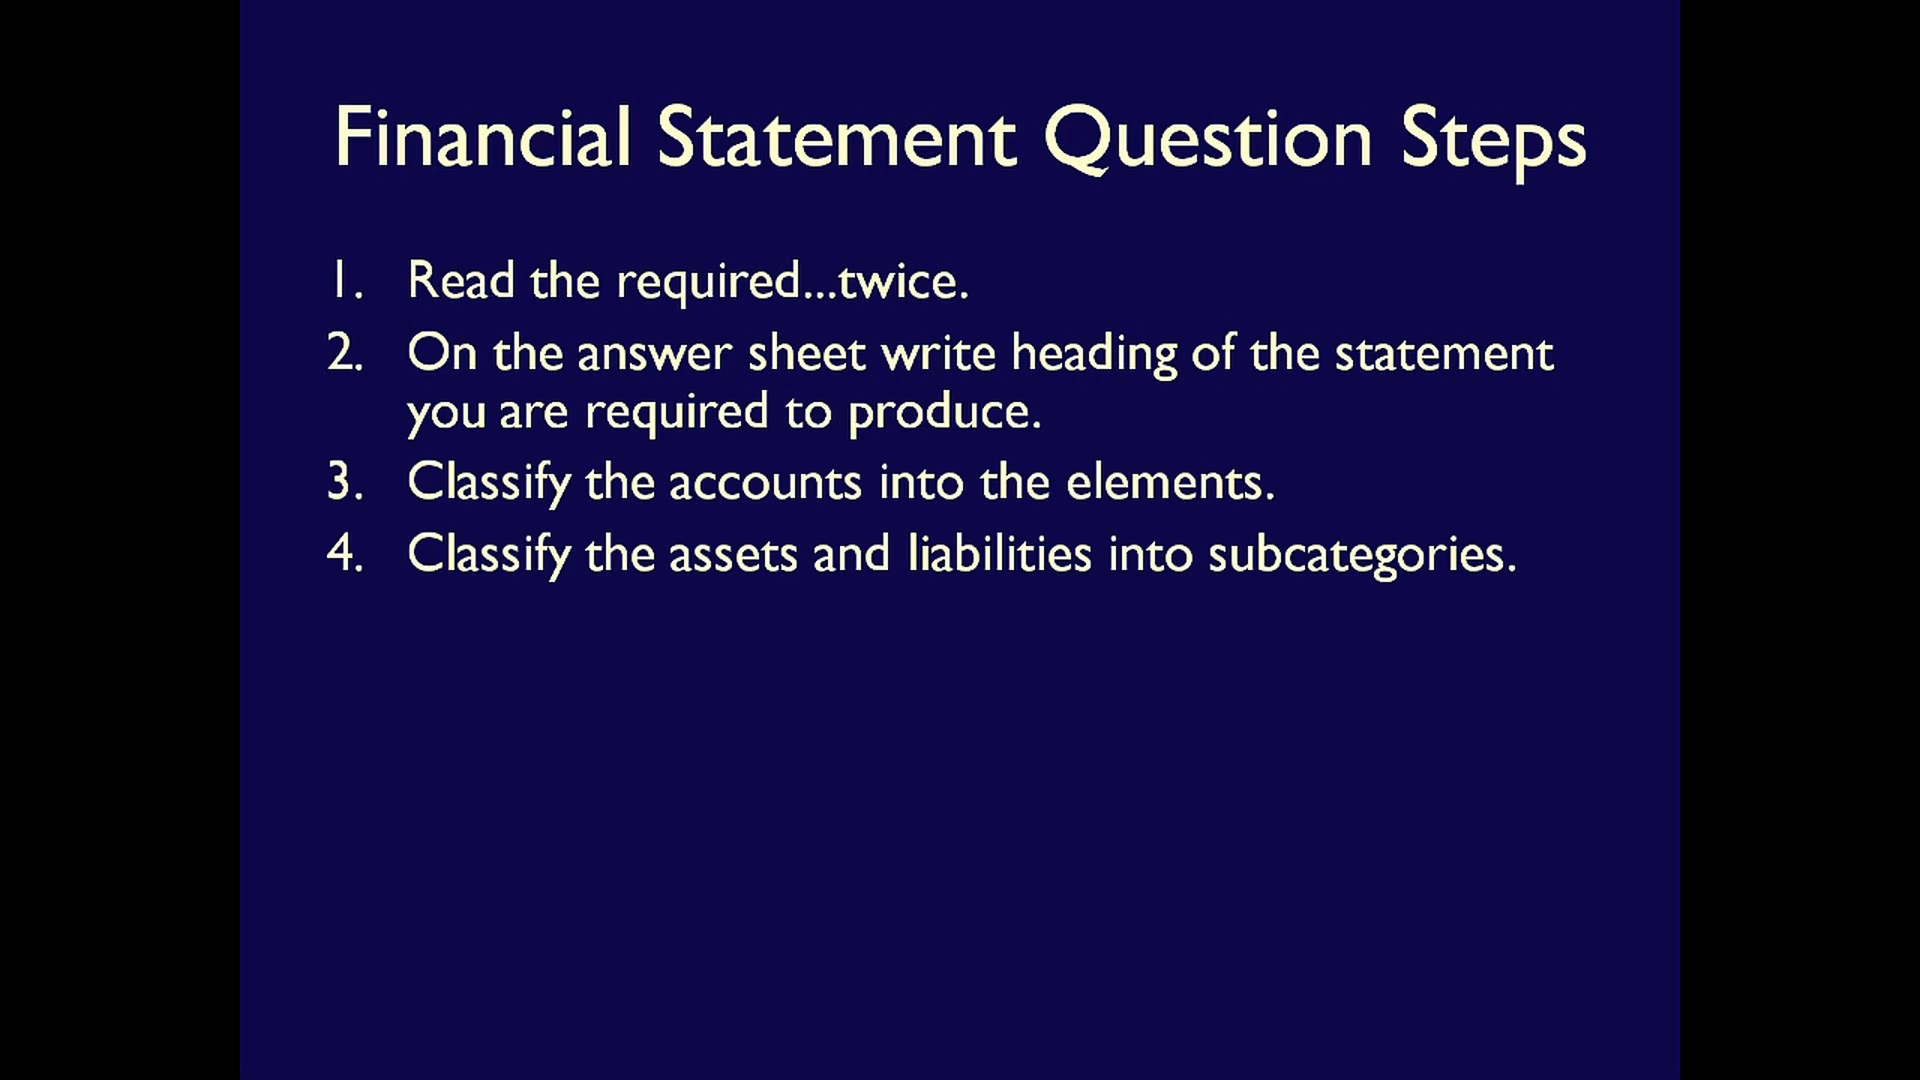 Financial Statement Question Steps
1. Read the required...twice.
2. On the answer sheet write heading of the statement
you are required to produce.
3. Classify the accounts into the elements.
4. Classify the assets and liabilities into subcategories.